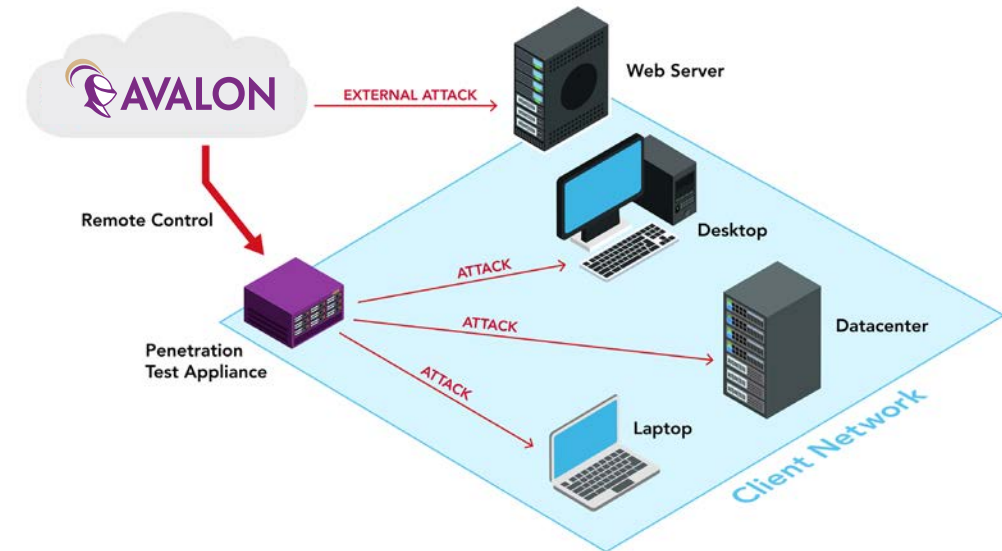 AVALON
EXTERNAL ATTACK
Web Server
Remote Control
Desktop
ATTACK
ATTACK
Datacenter
Penetration
Test Appliance
ATTACK
Laptop
Client Network